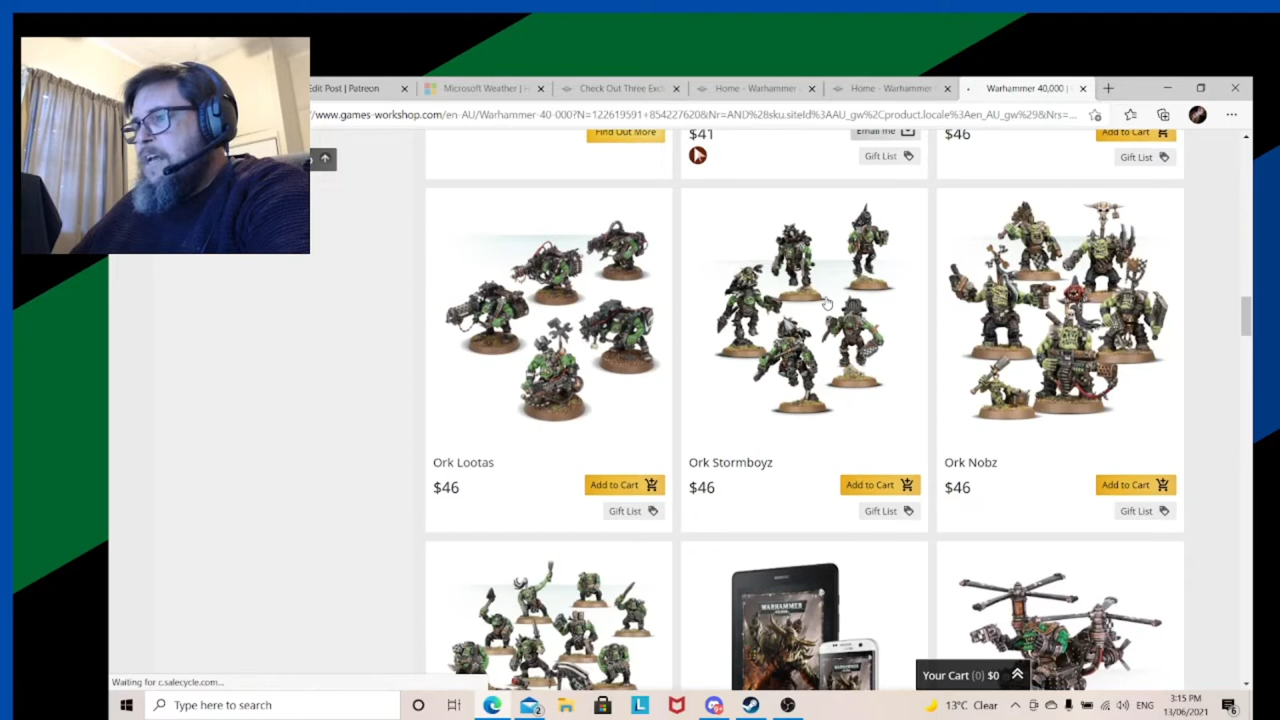 Edit Post | Patreon
Microsoft Weather | H
Check Out Three Exc
Home - Warhammer
Home - Warhammer
Warhammer 40,000 |
//www.games-workshop.com/en-AU/Warhammer-40-000?N=122619591+854227620&Nr=AND%28sku.siteId%3AAU_gw%2Cproduct.locale%3Aen_AU_gw%29&Nrs=...
Find Out More
$41
Email me
$46
Add to Cart
Gift List
Gift List
Ork Lootas
Ork Stormboyz
Ork Nobz
$46
Add to Cart
$46
Add to Cart
$46
Add to Cart
Gift List
Gift List
Gift List
WARHAMMER
WARHAMMER
Your Cart (0) $0
Waiting for c.salecycle.com...
Type here to search
2
L
13°C Clear
ENG
3:15 PM
13/06/2021
6